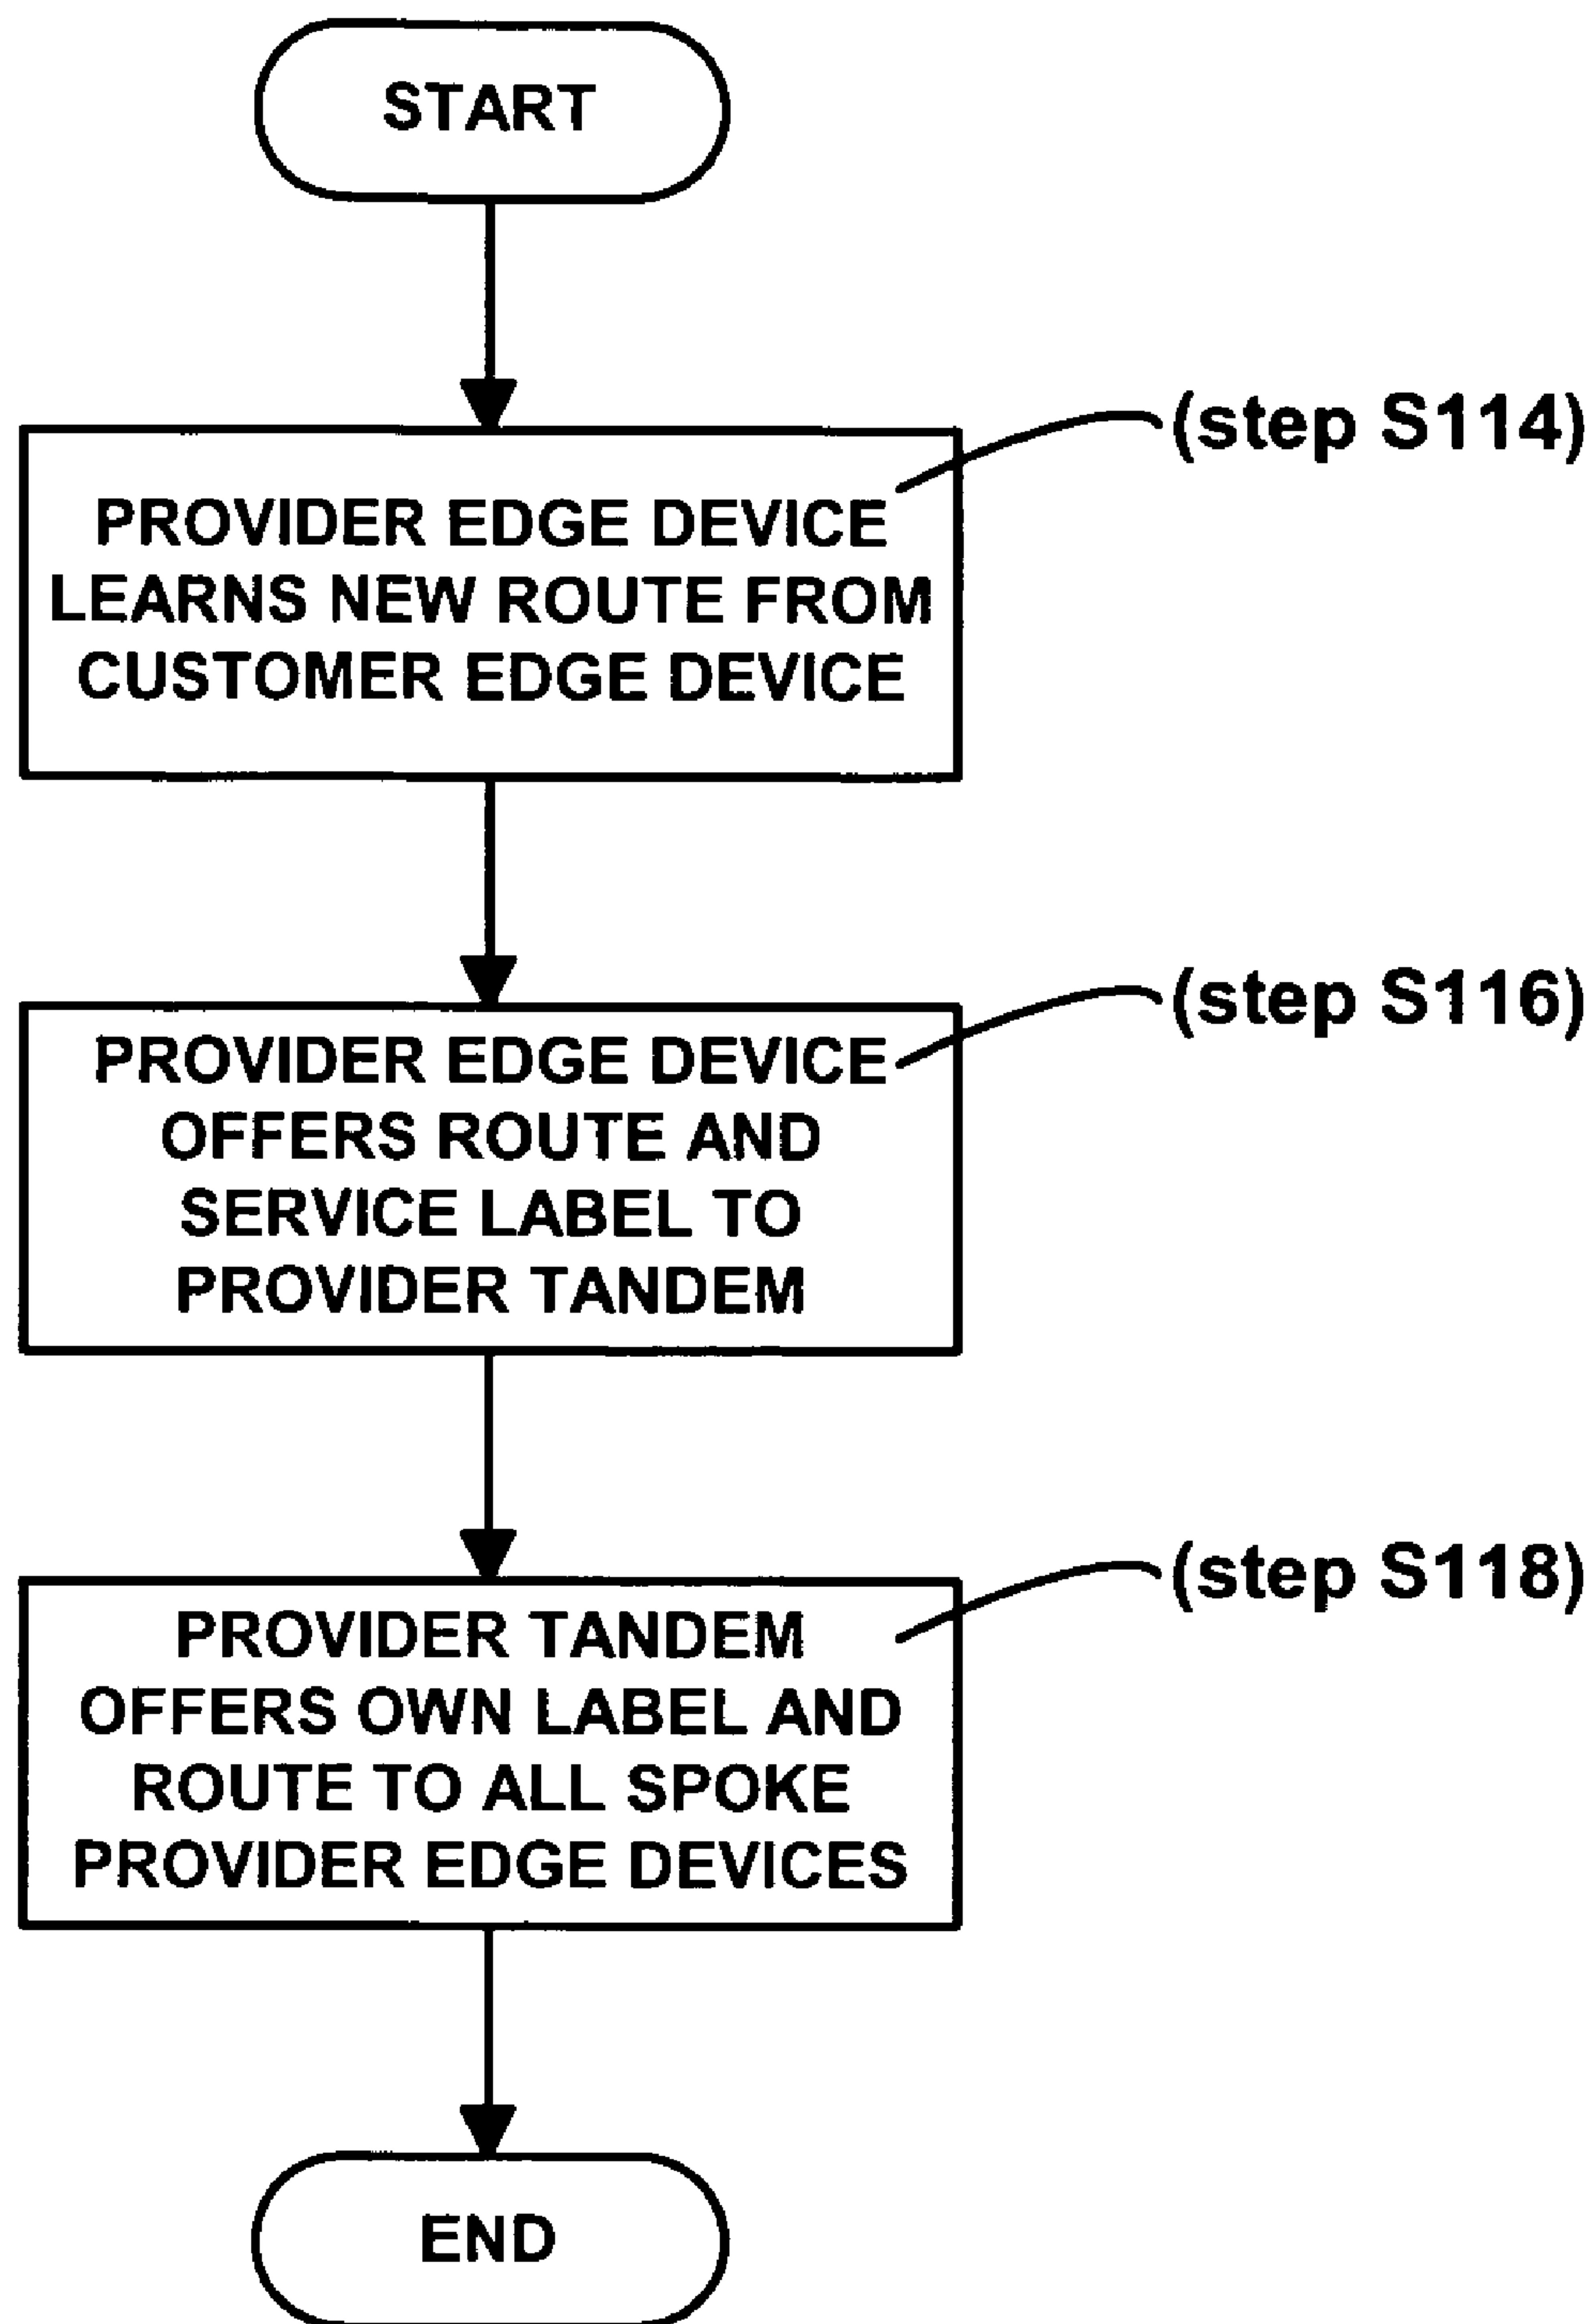 START
(step S114)
PROVIDER EDGE DEVICE
LEARNS NEW ROUTE FROM
CUSTOMER EDGE DEVICE
(step S116)
PROVIDER EDGE DEVICE
OFFERS ROUTE AND
SERVICE LABEL TO
PROVIDER TANDEM
(step S118)
PROVIDER TANDEM
OFFERS OWN LABEL AND
ROUTE TO ALL SPOKE
PROVIDER EDGE DEVICES
END